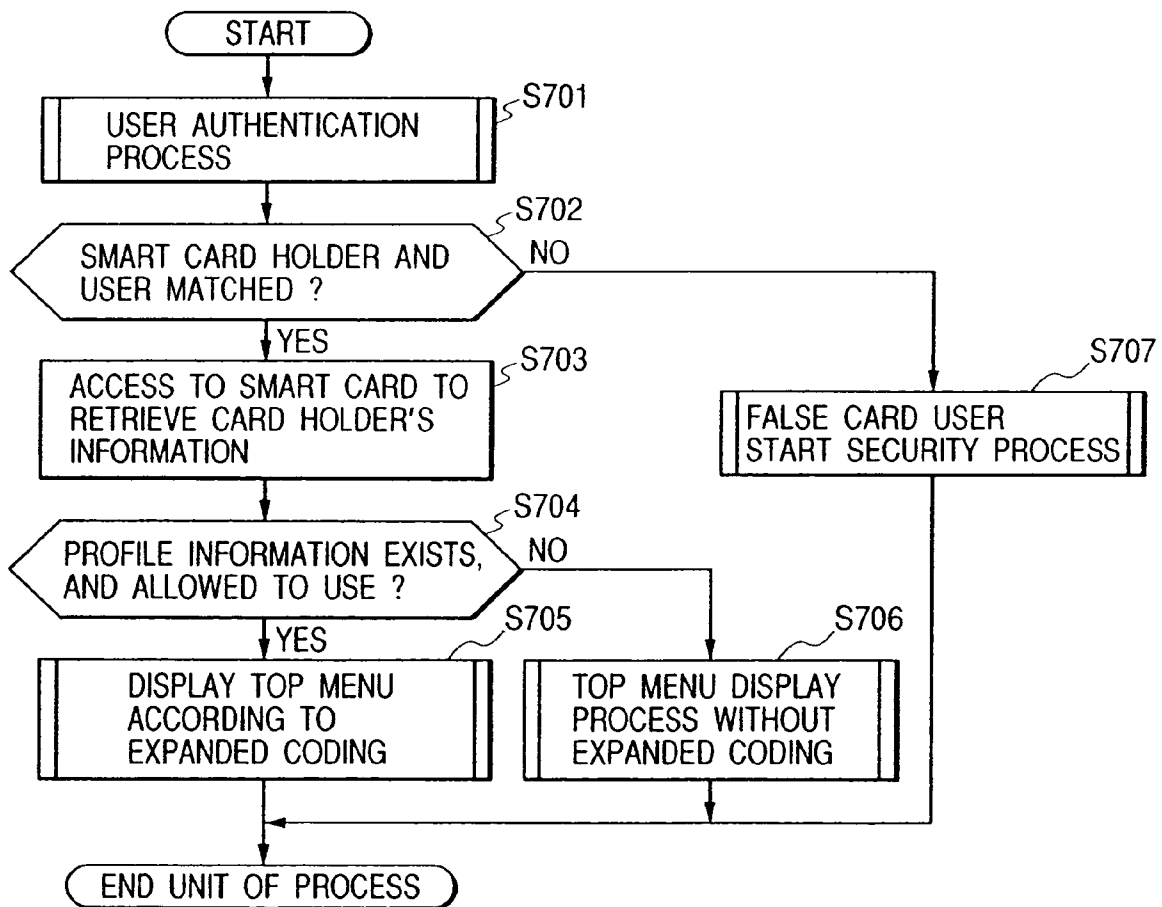 START
S701
USER AUTHENTICATION
PROCESS
S702
SMART CARD HOLDER AND
USER MATCHED ?
NO
YES
S703
ACCESS TO SMART CARD TO
RETRIEVE CARD HOLDER'S
INFORMATION
S707
FALSE CARD USER
START SECURITY PROCESS
S704
PROFILE INFORMATION EXISTS,
AND ALLOWED TO USE ?
NO
YES
S705
DISPLAY TOP MENU
ACCORDING TO
EXPANDED CODING
S706
TOP MENU DISPLAY
PROCESS WITHOUT
EXPANDED CODING
END UNIT OF PROCESS